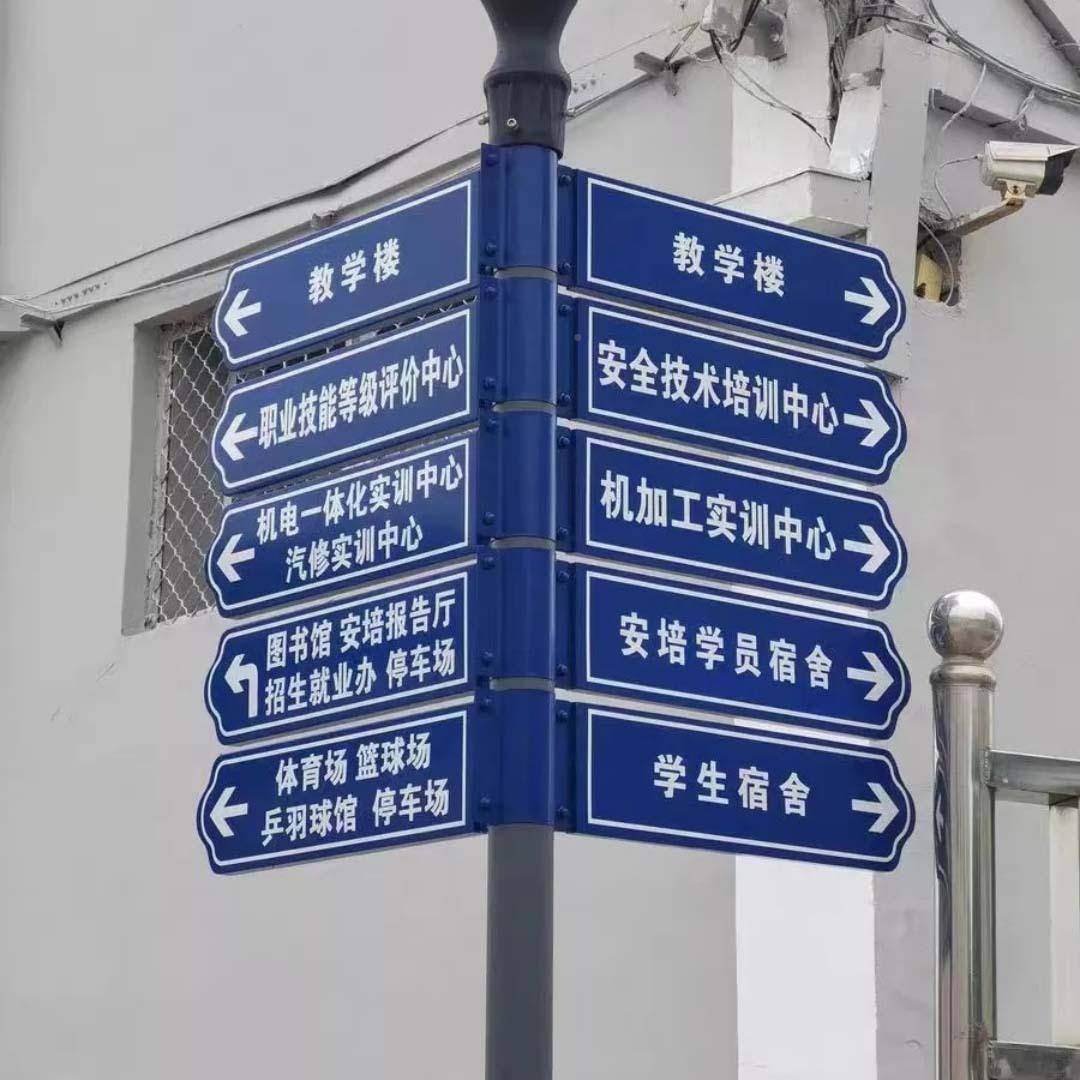 教学楼
职业技能等级评价中心
机电一体化实训中心
汽修实训中心
图书馆 安培报告厅
招生就业办 停车场
体育场 篮球场
乒羽球馆 停车场
教学楼
安全技术培训中心
机加工实训中心
安培学员宿舍
学生宿舍